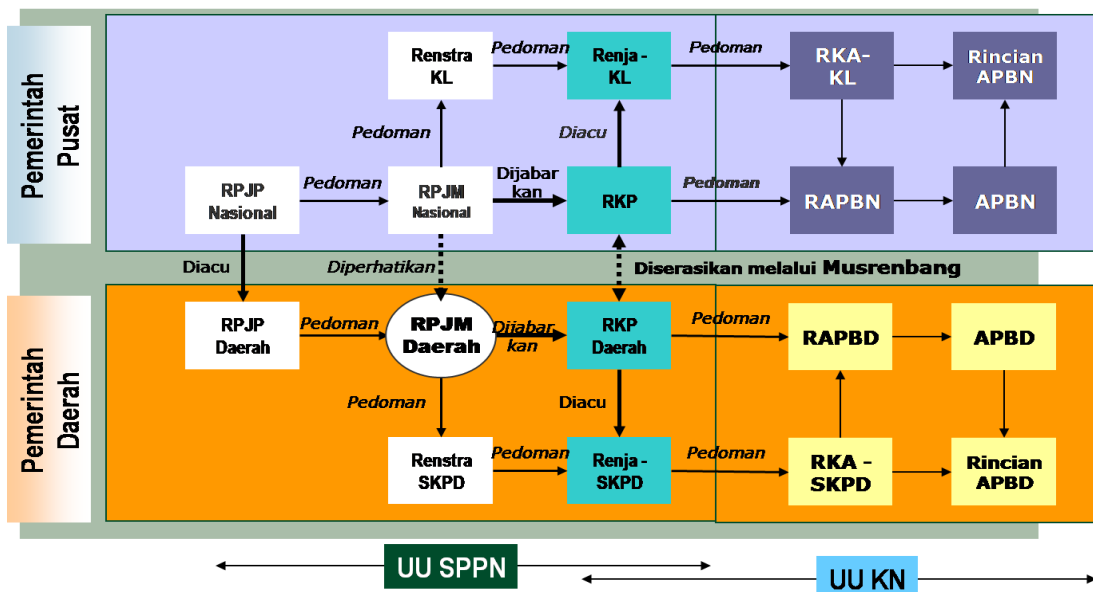 Pemerintah
Pusat
Renstra
KL
Pedoman
Renja -
KL
Pedoman
RKA-
KL
Rincian
APBN
Pedoman
Diacu
RPJP
Nasional
Pedoman
RPJM
Nasional
Dijabar
kan
RKP
Pedoman
RAPBN
APBN
Diacu
Diperhatikan
Diserasikan melalui Musrenbang
Pemerintah
Daerah
RPJP
Daerah
Pedoman
RPJM
Daerah
Dijabar
kan
RKP
Daerah
Pedoman
RAPBD
APBD
Pedoman
Diacu
Renstra
SKPD
Pedoman
Renja -
SKPD
Pedoman
RKA -
SKPD
Rincian
APBD
UU SPPN
UU KN